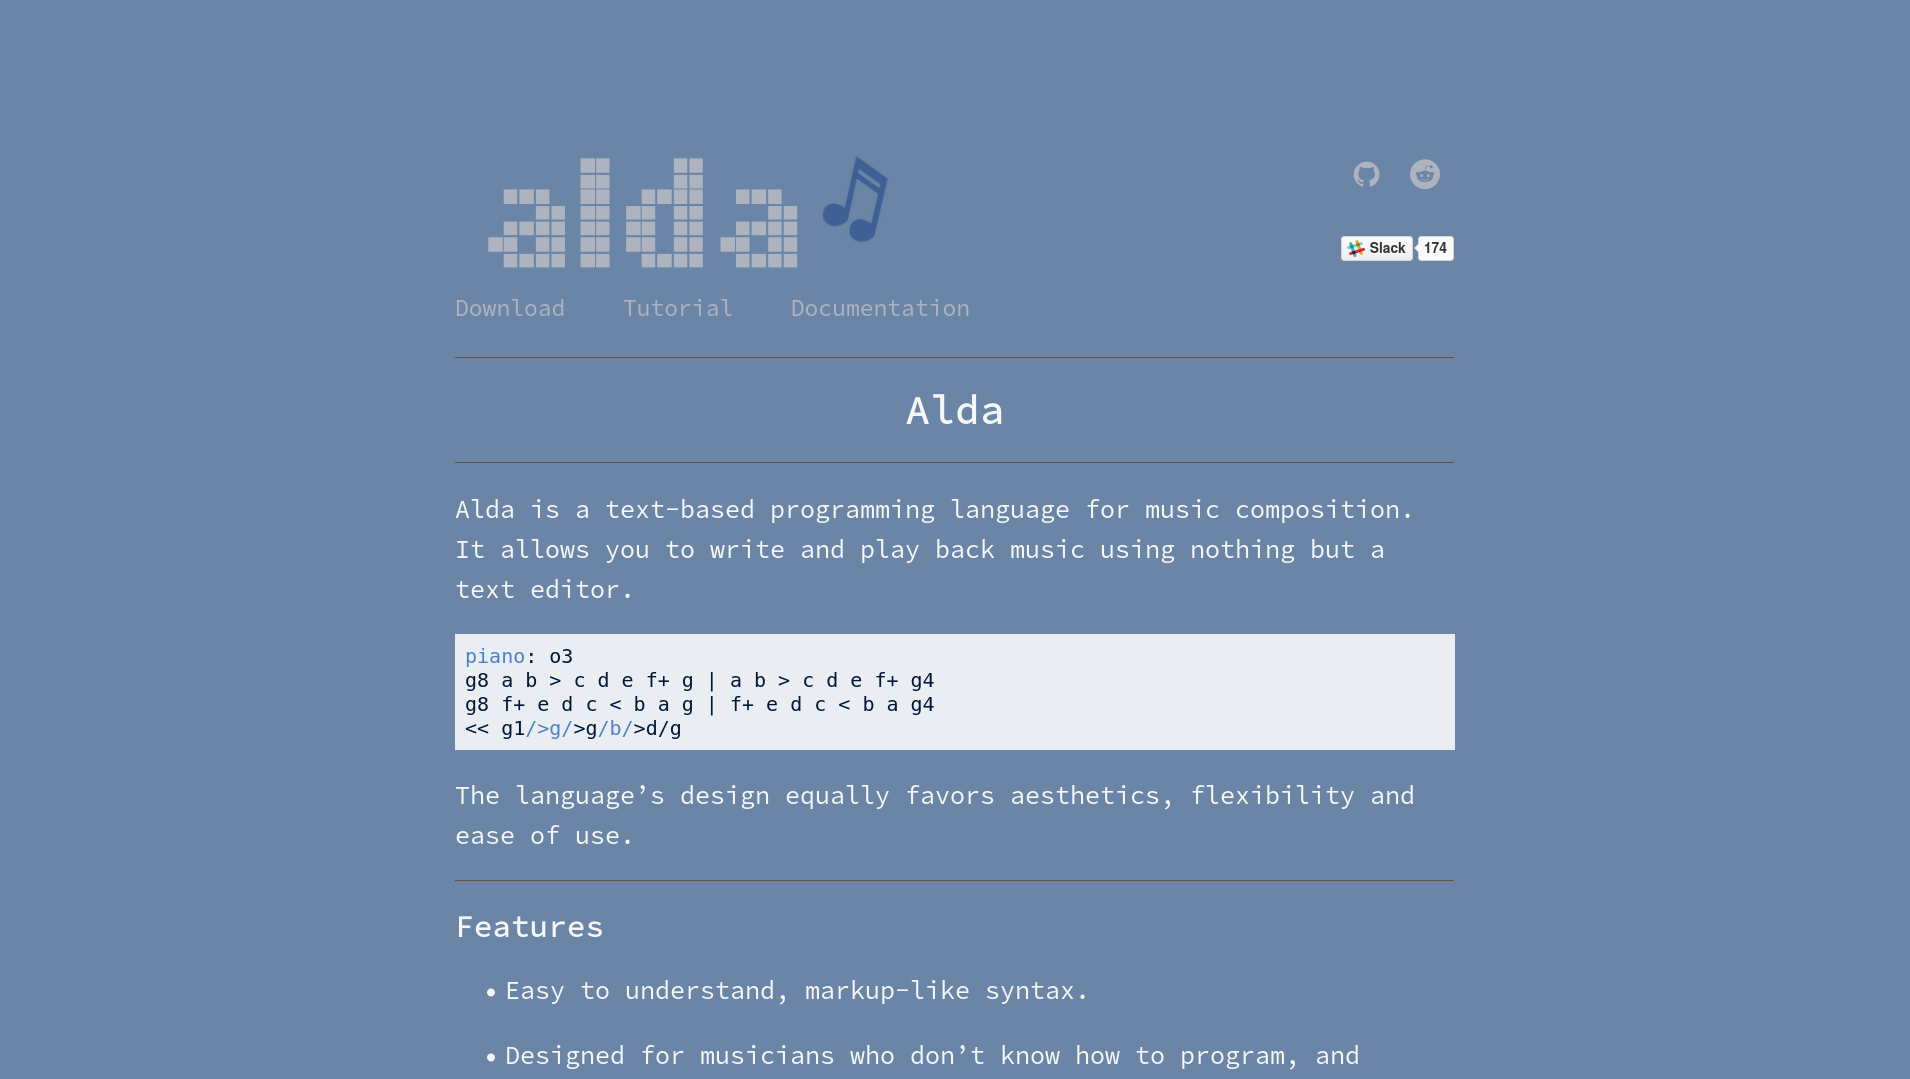 alda
Slack 174
Download Tutorial Documentation
Alda
Alda is a text-based programming language for music composition.
It allows you to write and play back music using nothing but a
text editor.
piano: o3
g8 a b > c d e f+ g | a b > c d e f+ g4
g8 f+ e d c < b a g | f+ e d c < b a g4
<< g1/>g/>g/b/>d/g
The language’s design equally favors aesthetics, flexibility and
ease of use.
Features
• Easy to understand, markup-like syntax.
• Designed for musicians who don’t know how to program, and